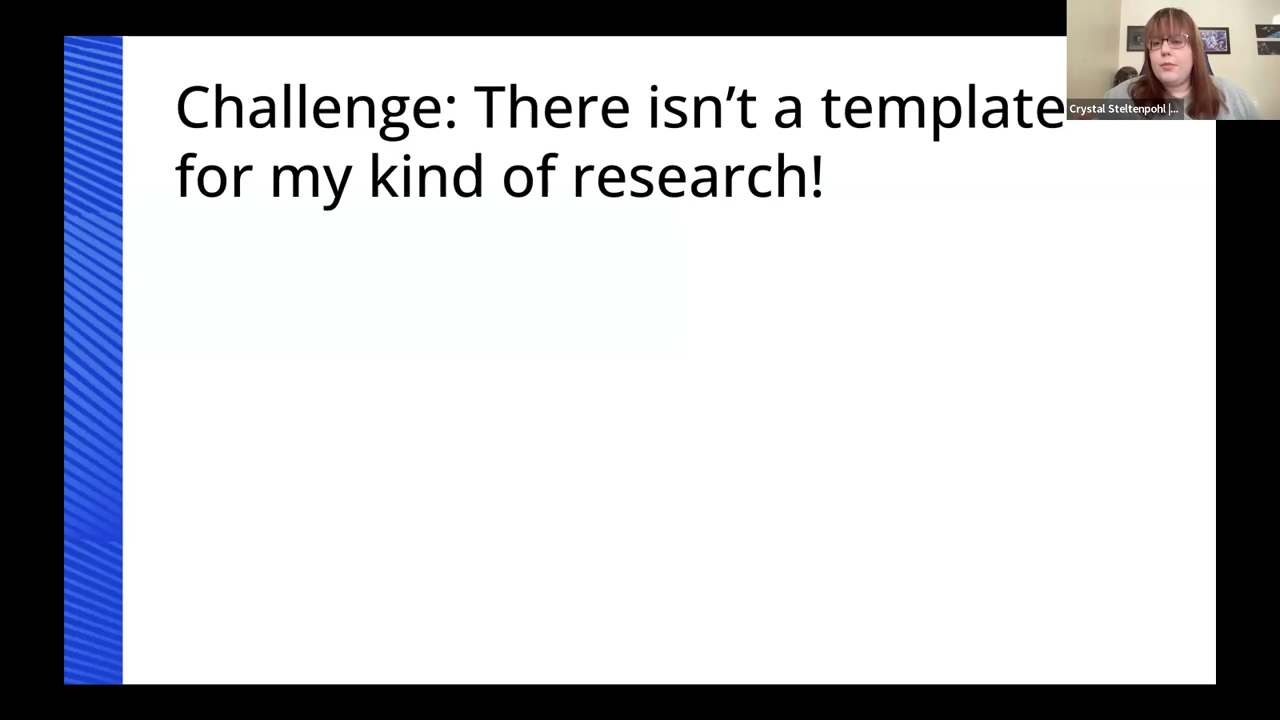 Challenge: There isn’t a template
for my kind of research!
Crystal Steltenpohl |...